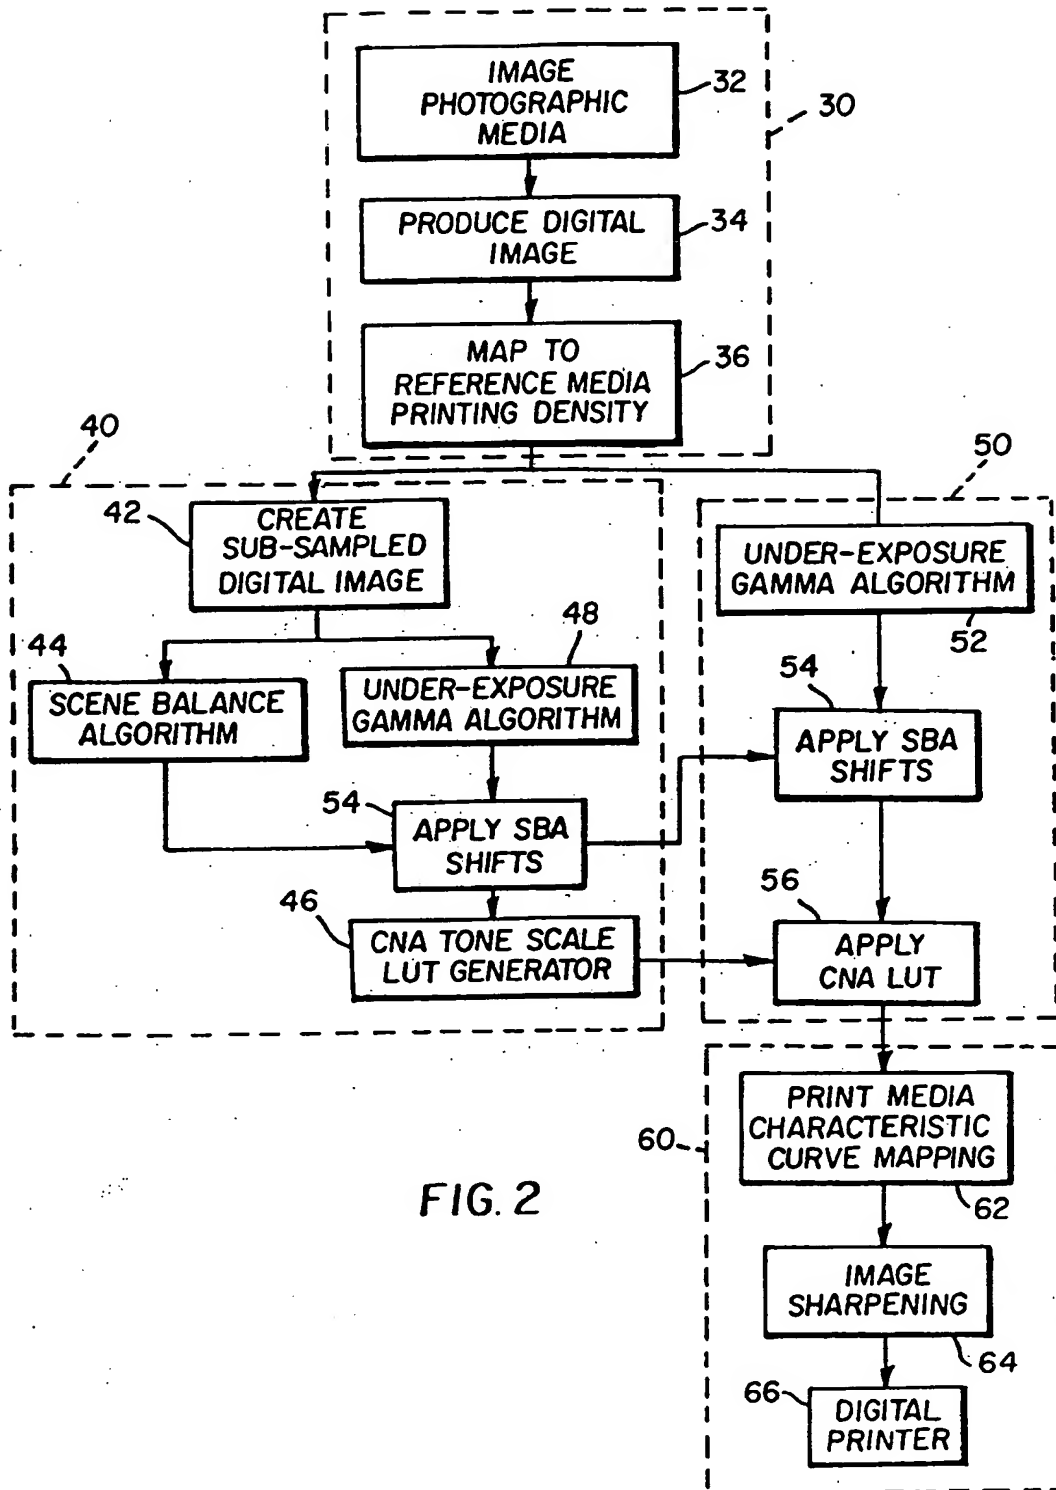 IMAGE
PHOTOGRAPHIC
MEDIA
32
30
PRODUCE DIGITAL
IMAGE
34
MAP TO
REFERENCE MEDIA
PRINTING DENSITY
36
40
50
42
CREATE
SUB-SAMPLED
DIGITAL IMAGE
UNDER-EXPOSURE
GAMMA ALGORITHM
52
44
SCENE BALANCE
ALGORITHM
48
UNDER-EXPOSURE
GAMMA ALGORITHM
54
APPLY SBA
SHIFTS
54
APPLY SBA
SHIFTS
46
CNA TONE SCALE
LUT GENERATOR
56
APPLY
CNA LUT
60
PRINT MEDIA
CHARACTERISTIC
CURVE MAPPING
62
FIG. 2
IMAGE
SHARPENING
64
66
DIGITAL
PRINTER